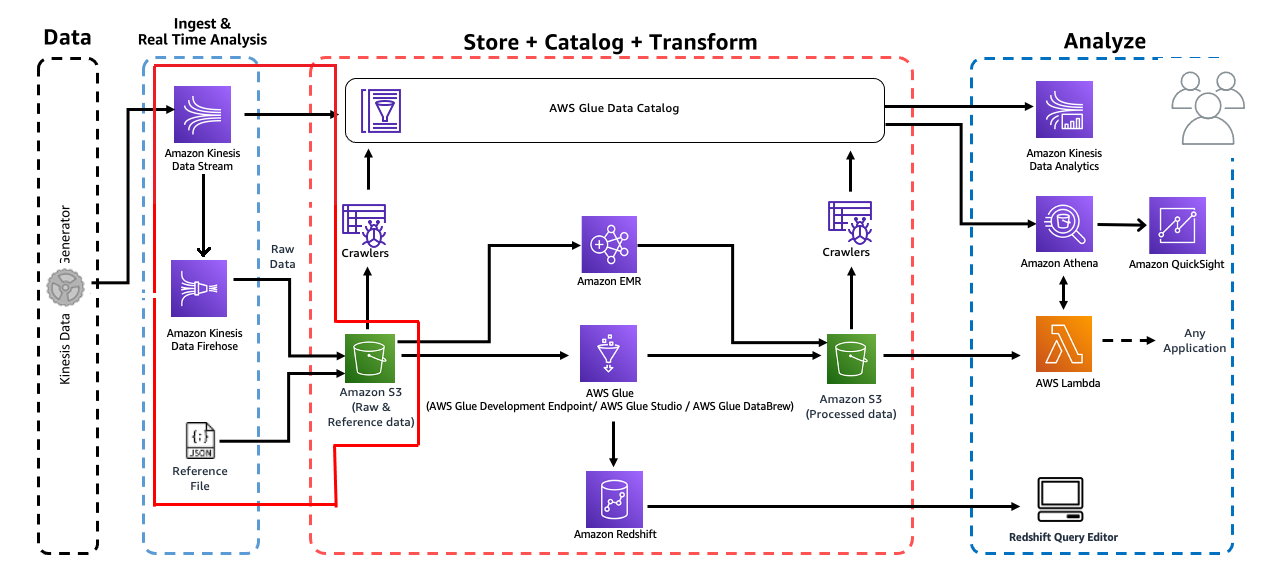 Data
Ingest &
Real Time Analysis
Store + Catalog + Transform
Analyze
Kinesis Data Generator
Amazon Kinesis
Data Stream
Amazon Kinesis
Data Firehose
Raw
Data
JSON
Reference
File
AWS Glue Data Catalog
Crawlers
Crawlers
Amazon S3
(Raw &
Reference data)
Amazon EMR
AWS Glue
(AWS Glue Development Endpoint/ AWS Glue Studio / AWS Glue DataBrew)
Amazon S3
(Processed data)
Amazon Redshift
Amazon Kinesis
Data Analytics
Amazon Athena
Amazon QuickSight
AWS Lambda
Any
Application
Redshift Query Editor